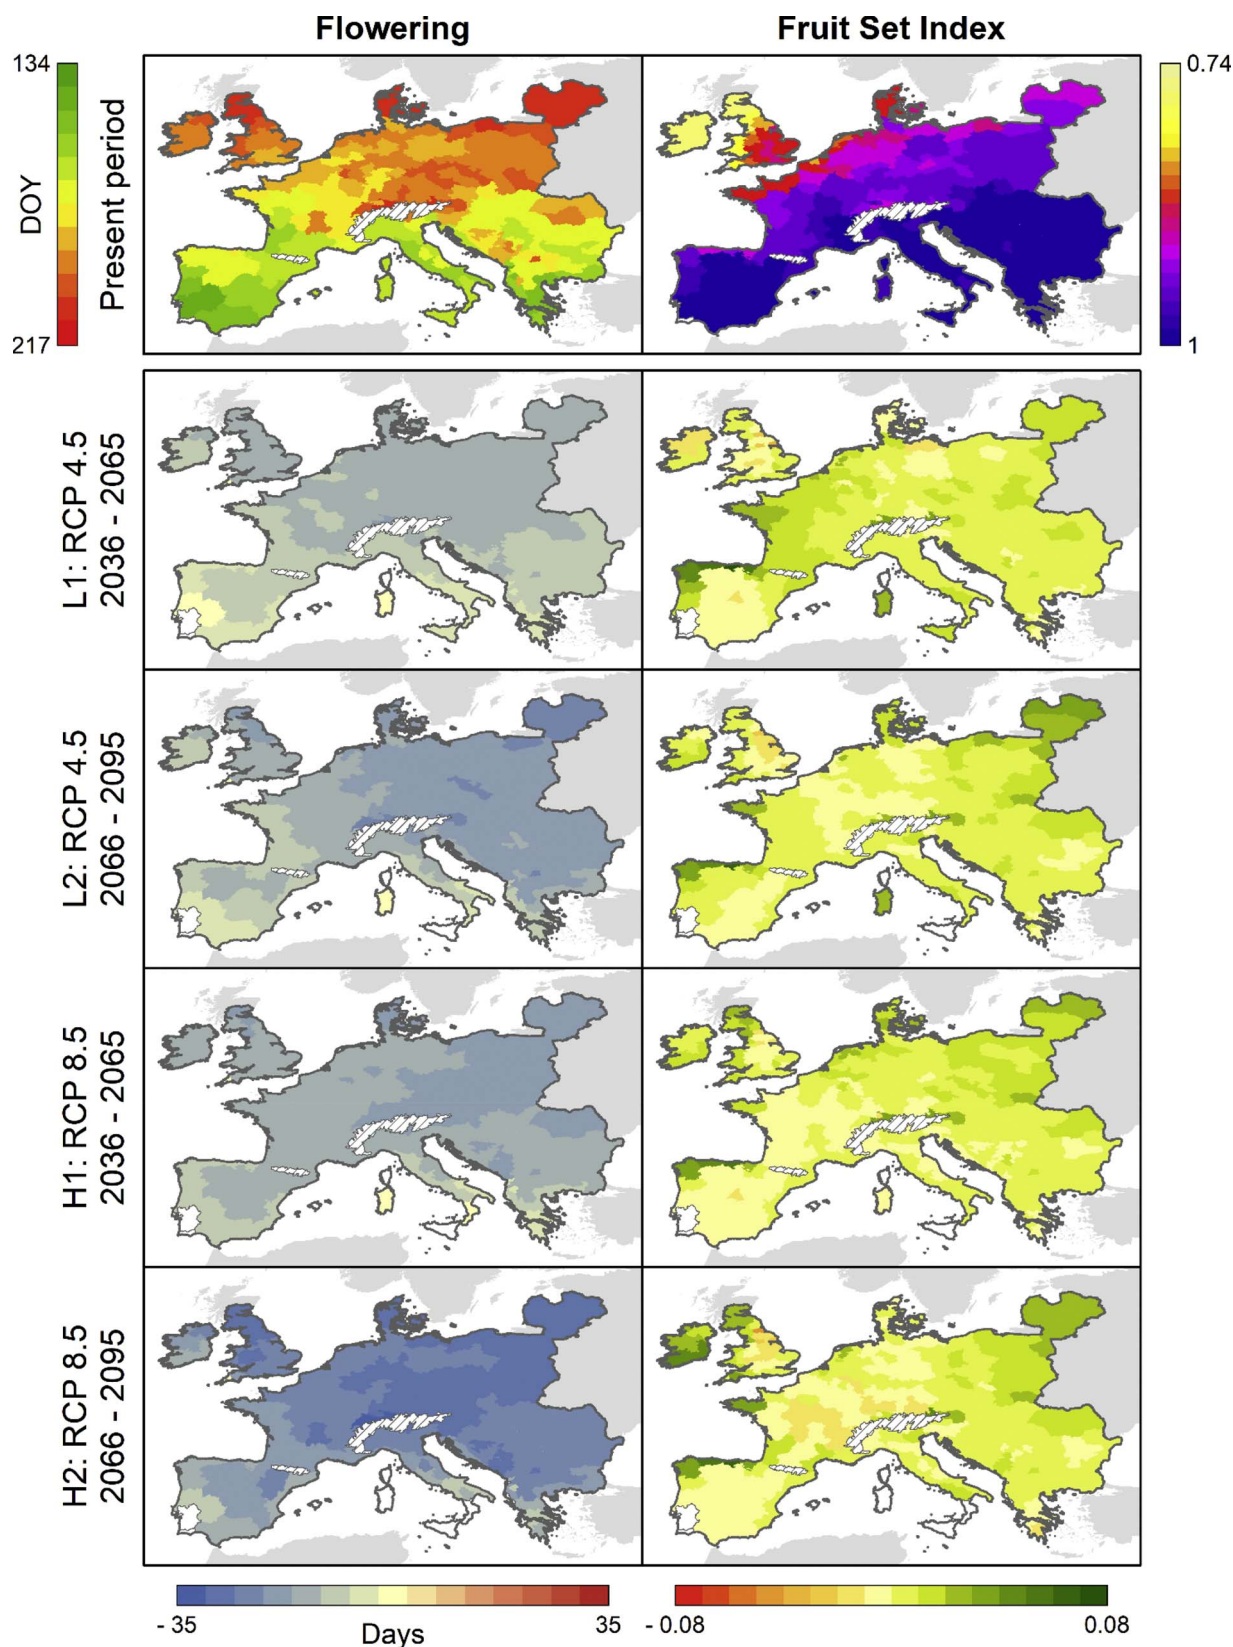 Flowering
Fruit Set Index
134
DOY
217
Present period
0.74
1
L1: RCP 4.5
2036 - 2065
L2: RCP 4.5
2066 - 2095
H1: RCP 8.5
2036 - 2065
H2: RCP 8.5
2066 - 2095
- 35
Days
35
- 0.08
0.08